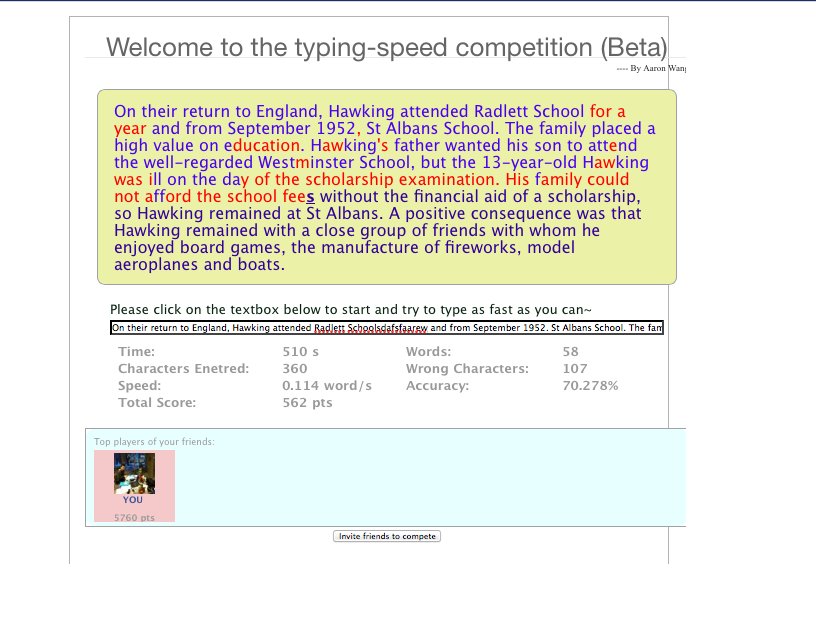 Welcome to the typing-speed competition (Beta)
---- By Aaron Wang
On their return to England, Hawking attended Radlett School for a
year and from September 1952, St Albans School. The family placed a
high value on education. Hawking's father wanted his son to attend
the well-regarded Westminster School, but the 13-year-old Hawking
was ill on the day of the scholarship examination. His family could
not afford the school fees without the financial aid of a scholarship,
so Hawking remained at St Albans. A positive consequence was that
Hawking remained with a close group of friends with whom he
enjoyed board games, the manufacture of fireworks, model
aeroplanes and boats.
Please click on the textbox below to start and try to type as fast as you can~
On their return to England, Hawking attended Radlett Schoolsdafsfaarew and from September 1952. St Albans School. The fam
Time: 510 s Words: 58
Characters Enetred: 360 Wrong Characters: 107
Speed: 0.114 word/s Accuracy: 70.278%
Total Score: 562 pts
Top players of your friends:
YOU
5760 pts
Invite friends to compete